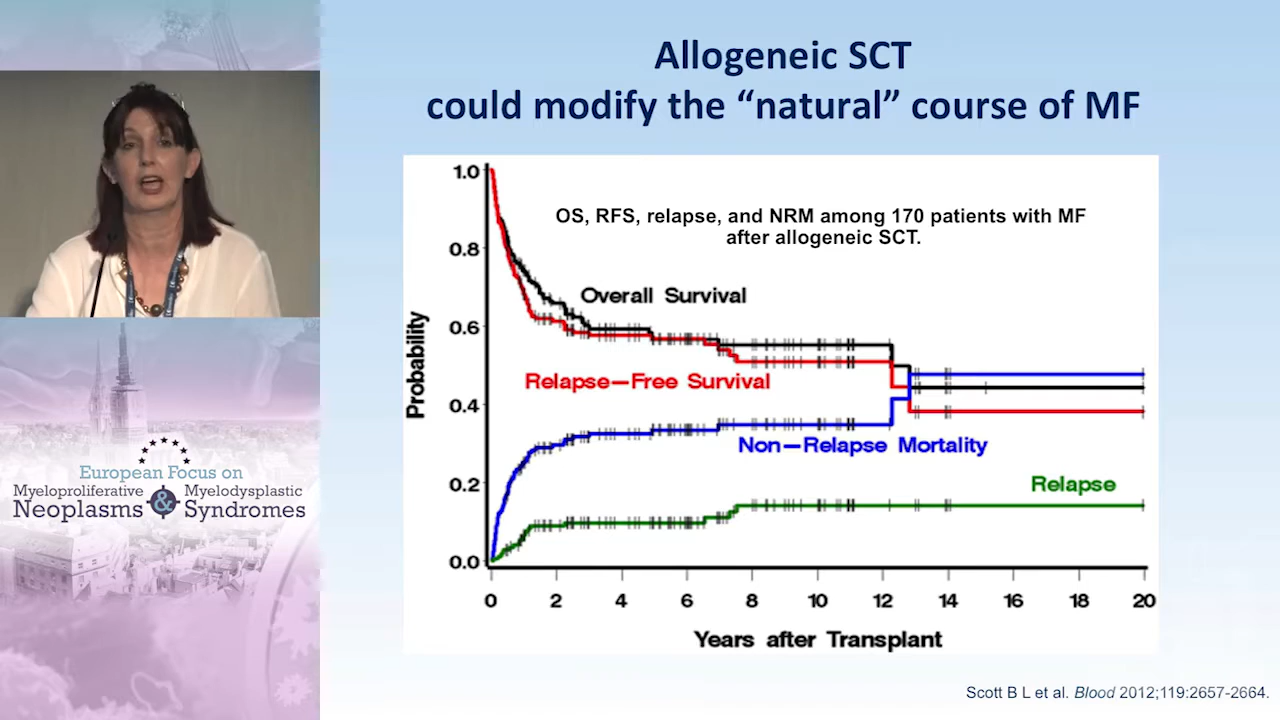 Allogeneic SCT
could modify the “natural” course of MF
OS, RFS, relapse, and NRM among 170 patients with MF
after allogeneic SCT.
Probability
1.0
0.8
0.6
0.4
0.2
0.0
Overall Survival
Relapse—Free Survival
Non—Relapse Mortality
Relapse
0 2 4 6 8 10 12 14 16 18 20
Years after Transplant
Scott B L et al. Blood 2012;119:2657-2664.
European Focus on
Myeloproliferative Myelodysplastic
Neoplasms & Syndromes